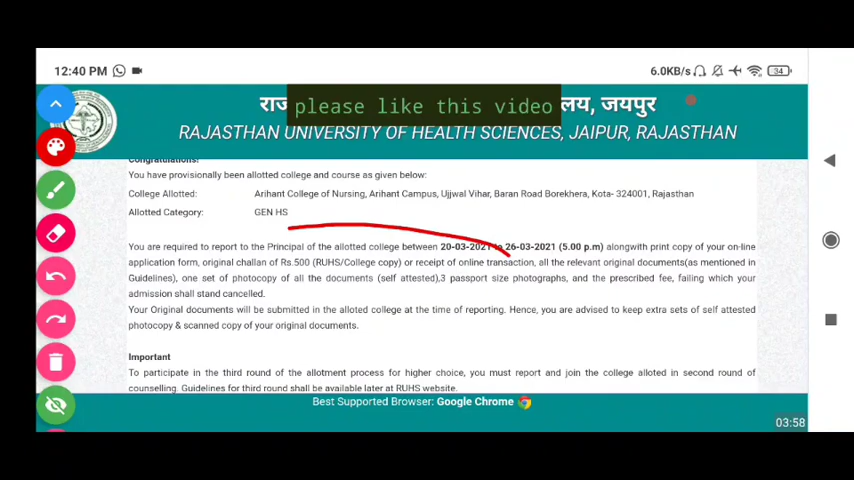 12:40 PM
6.0KB/s
34
please like this video
जयपुर
RAJASTHAN UNIVERSITY OF HEALTH SCIENCES, JAIPUR, RAJASTHAN
Congratulations!
You have provisionally been allotted college and course as given below:
College Allotted: Arihant College of Nursing, Arihant Campus, Ujjwal Vihar, Baran Road Borekhera, Kota- 324001, Rajasthan
Allotted Category: GEN HS
You are required to report to the Principal of the allotted college between 20-03-2021 to 26-03-2021 (5.00 p.m) alongwith print copy of your on-line
application form, original challan of Rs.500 (RUHS/College copy) or receipt of online transaction, all the relevant original documents(as mentioned in
Guidelines), one set of photocopy of all the documents (self attested),3 passport size photographs, and the prescribed fee, failing which your
admission shall stand cancelled.
Your Original documents will be submitted in the alloted college at the time of reporting. Hence, you are advised to keep extra sets of self attested
photocopy & scanned copy of your original documents.
Important
To participate in the third round of the allotment process for higher choice, you must report and join the college alloted in second round of
counselling. Guidelines for third round shall be available later at RUHS website.
Best Supported Browser: Google Chrome
03:58